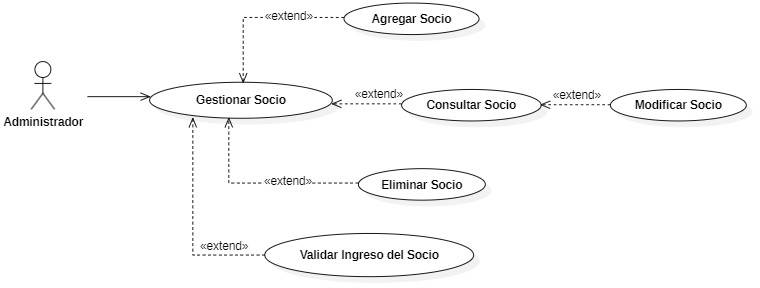 «extend»
Agregar Socio
Administrador
Gestionar Socio
«extend»
Consultar Socio
«extend»
Modificar Socio
«extend»
Eliminar Socio
«extend»
Validar Ingreso del Socio